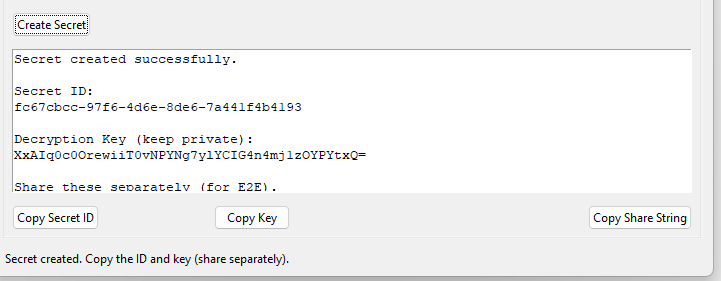 Create Secret
Secret created successfully.
Secret ID:
fc67cbcc-97f6-4d6e-8de6-7a441f4b4193
Decryption Key (keep private):
XxAIq0c0OrewiiT0vNPYNg7ylYCIG4n4mj1zOYPYtxQ=
Share these separately (for E2E).
Copy Secret ID
Copy Key
Copy Share String
Secret created. Copy the ID and key (share separately).